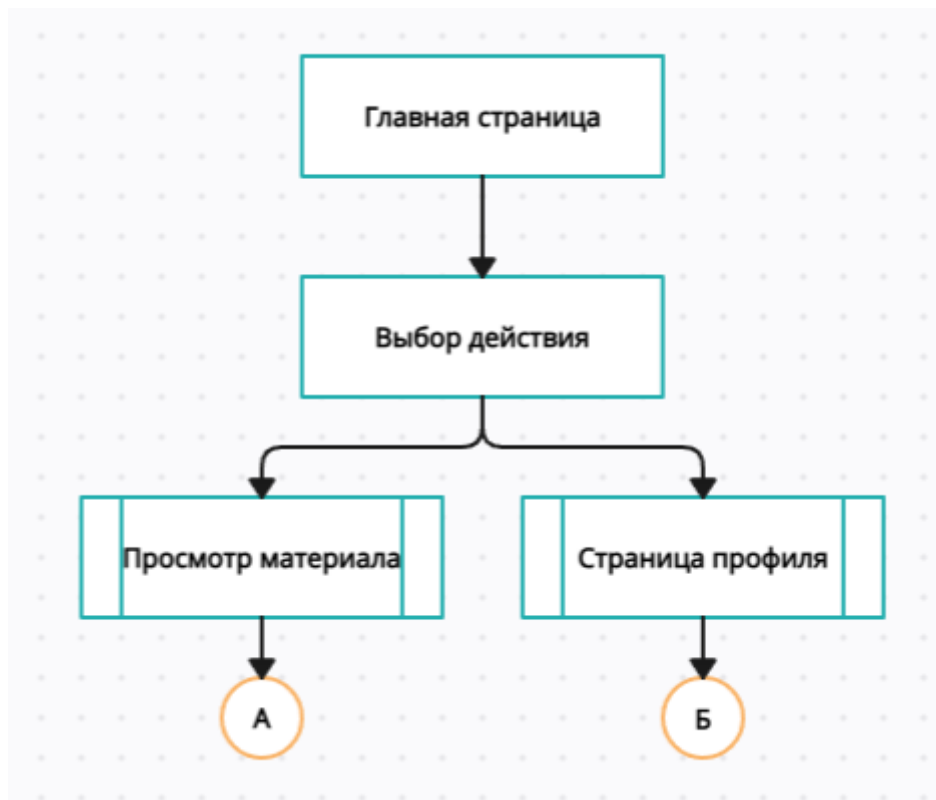 Главная страница
Выбор действия
Просмотр материала
Страница профиля
А
Б